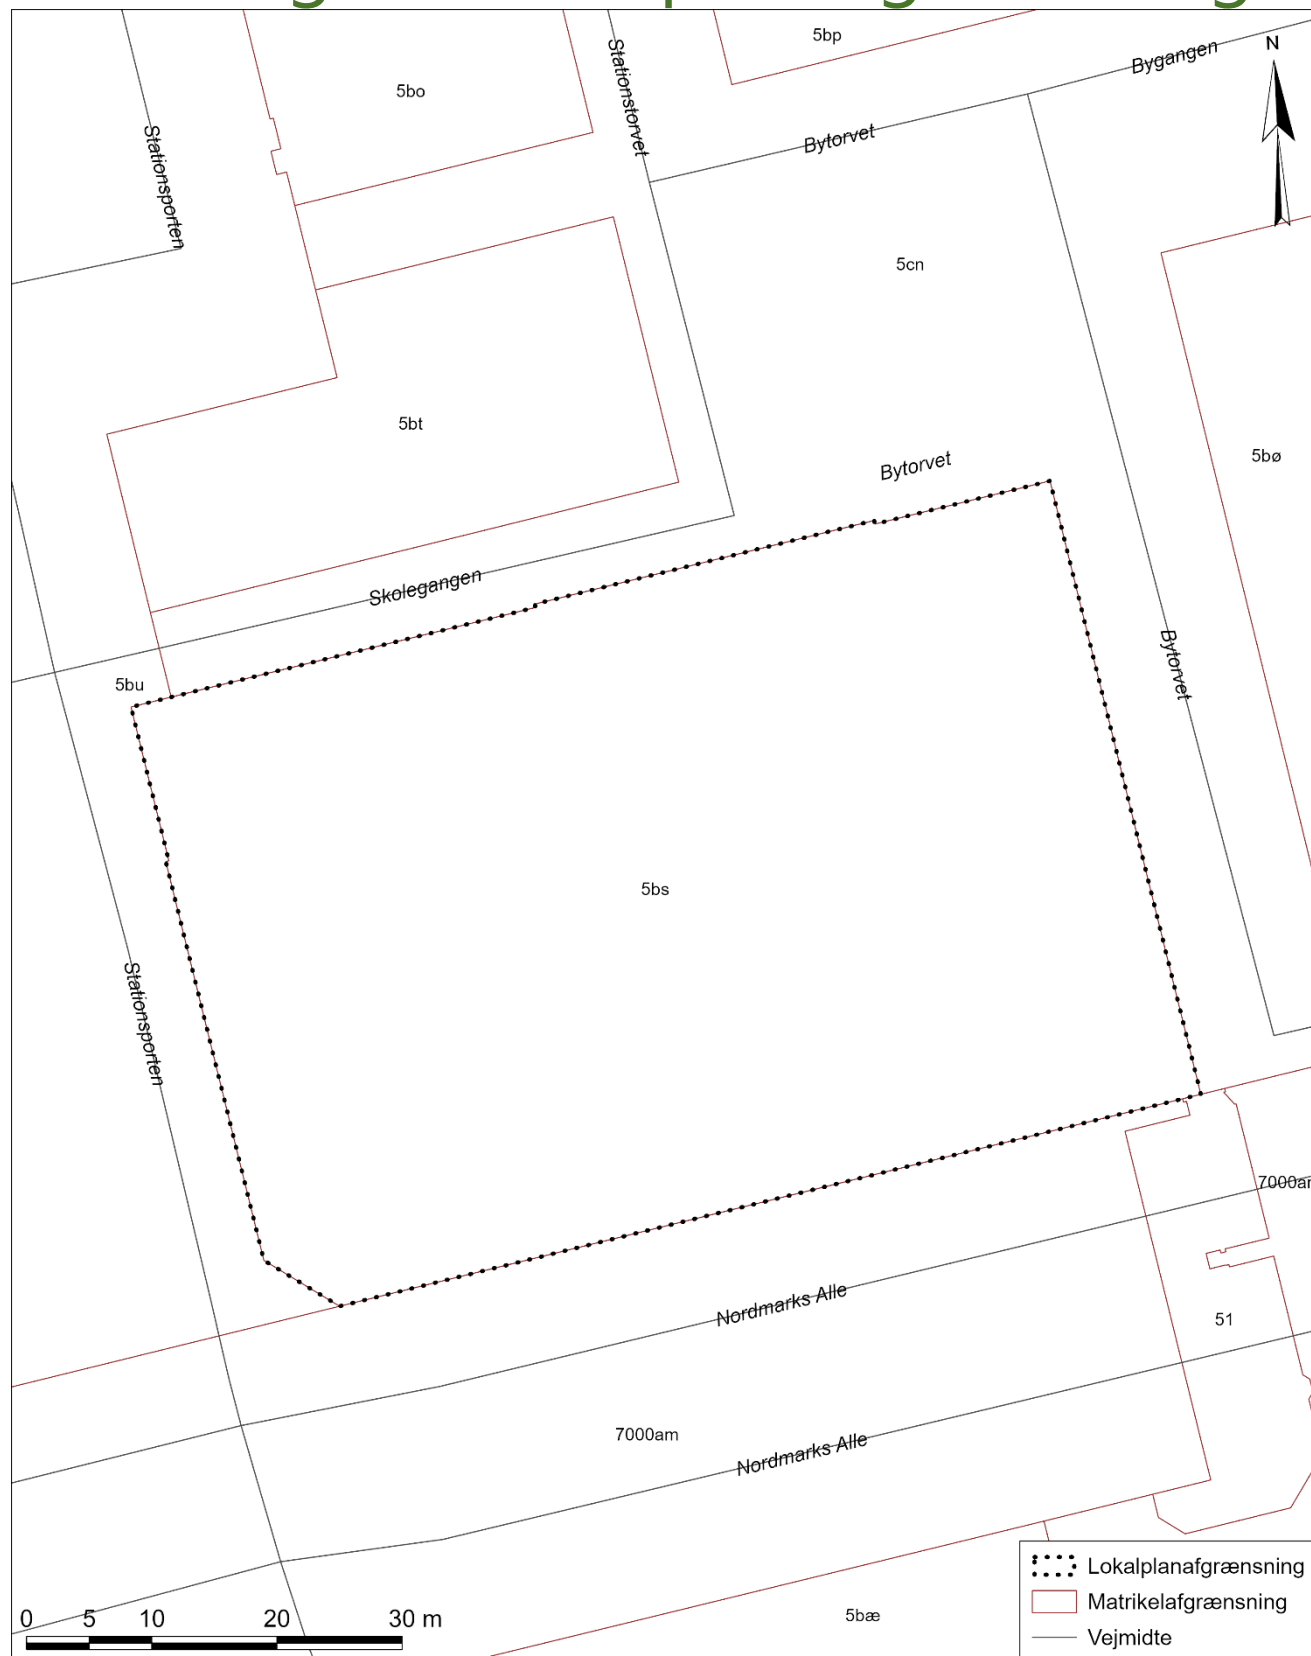 5bp
Bygangen
N
5bo
Stationstorvet
Stationsporten
Bytorvet
5cn
5bt
Bytorvet
5bø
Skolegangen
Bytorvet
5bu
5bs
Stationsporten
7000am
Nordmarks Alle
51
7000am
Nordmarks Alle
Lokalplanafgrænsning
Matrikelafgrænsning
Vejmidte
0 5 10 20 30 m
5bæ